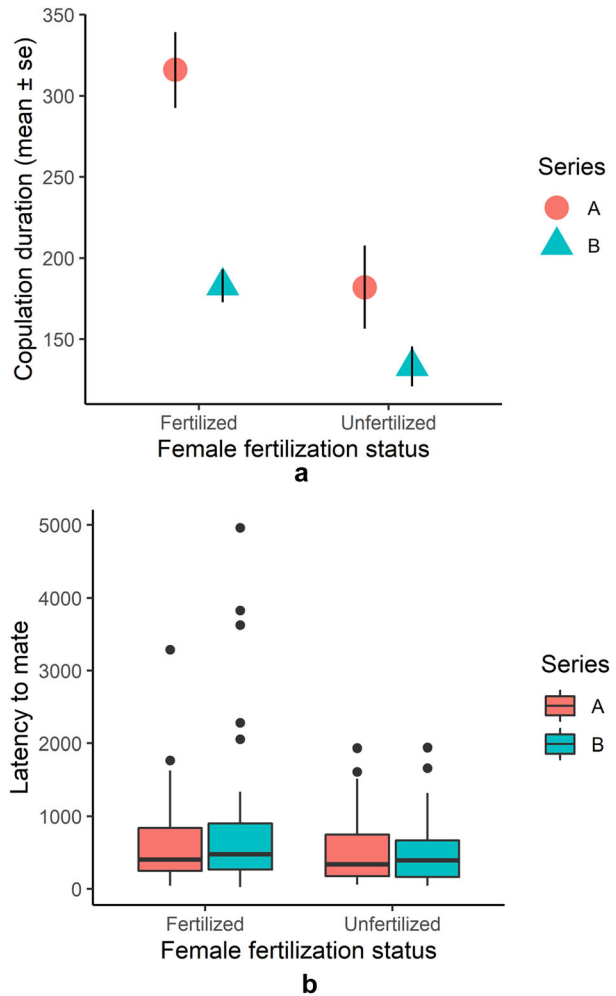 350
300
250
200
150
Copulation duration (mean ± se)
Fertilized
Unfertilized
Female fertilization status
Series
A
B
a
5000
4000
3000
2000
1000
0
Latency to mate
Fertilized
Unfertilized
Female fertilization status
Series
A
B
b